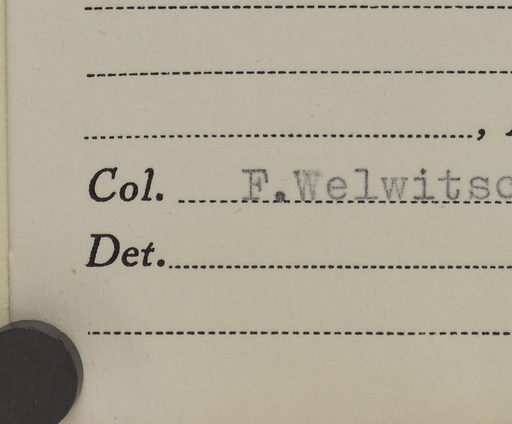 ,
Col. F.Welwitsc
Det.